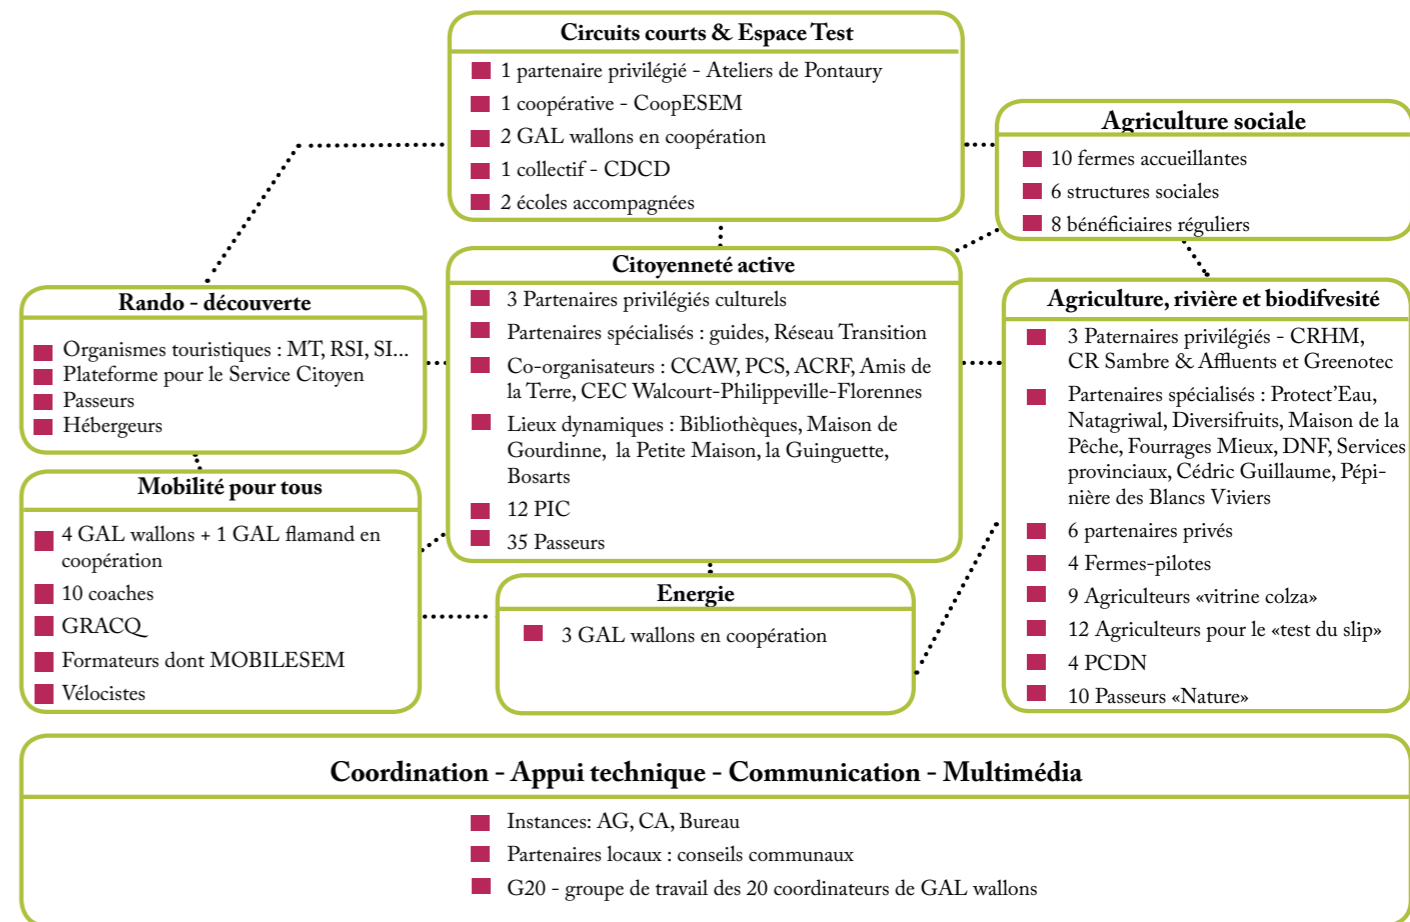 Circuits courts & Espace Test
1 partenaire privilégié - Ateliers de Pontaury
1 coopérative - CoopESEM
2 GAL wallons en coopération
1 collectif - CDCD
2 écoles accompagnées
Agriculture sociale
10 fermes accueillantes
6 structures sociales
8 bénéficiaires réguliers
Rando - découverte
Organismes touristiques : MT, RSI, SI...
Plateforme pour le Service Citoyen
Passeurs
Hébergeurs
Citoyenneté active
3 Partenaires privilégiés culturels
Partenaires spécialisés : guides, Réseau Transition
Co-organisateurs : CCAW, PCS, ACRF, Amis de
la Terre, CEC Walcourt-Philippeville-Florennes
Lieux dynamiques : Bibliothèques, Maison de
Gourdinne, la Petite Maison, la Guinguette,
Bosarts
12 PIC
35 Passeurs
Agriculture, rivière et biodifvesité
3 Paternaires privilégiés - CRHM,
CR Sambre & Affluents et Greenotec
Partenaires spécialisés : Protect'Eau,
Natagriwal, Diversifruits, Maison de la
Pêche, Fourrages Mieux, DNF, Services
provinciaux, Cédric Guillaume, Pépi-
nière des Blancs Viviers
6 partenaires privés
4 Fermes-pilotes
9 Agriculteurs «vitrine colza»
12 Agriculteurs pour le «test du slip»
4 PCDN
10 Passeurs «Nature»
Mobilité pour tous
4 GAL wallons + 1 GAL flamand en
coopération
10 coaches
GRACQ
Formateurs dont MOBILESEM
Vélocistes
Energie
3 GAL wallons en coopération
Coordination - Appui technique - Communication - Multimédia
Instances: AG, CA, Bureau
Partenaires locaux : conseils communaux
G20 - groupe de travail des 20 coordinateurs de GAL wallons